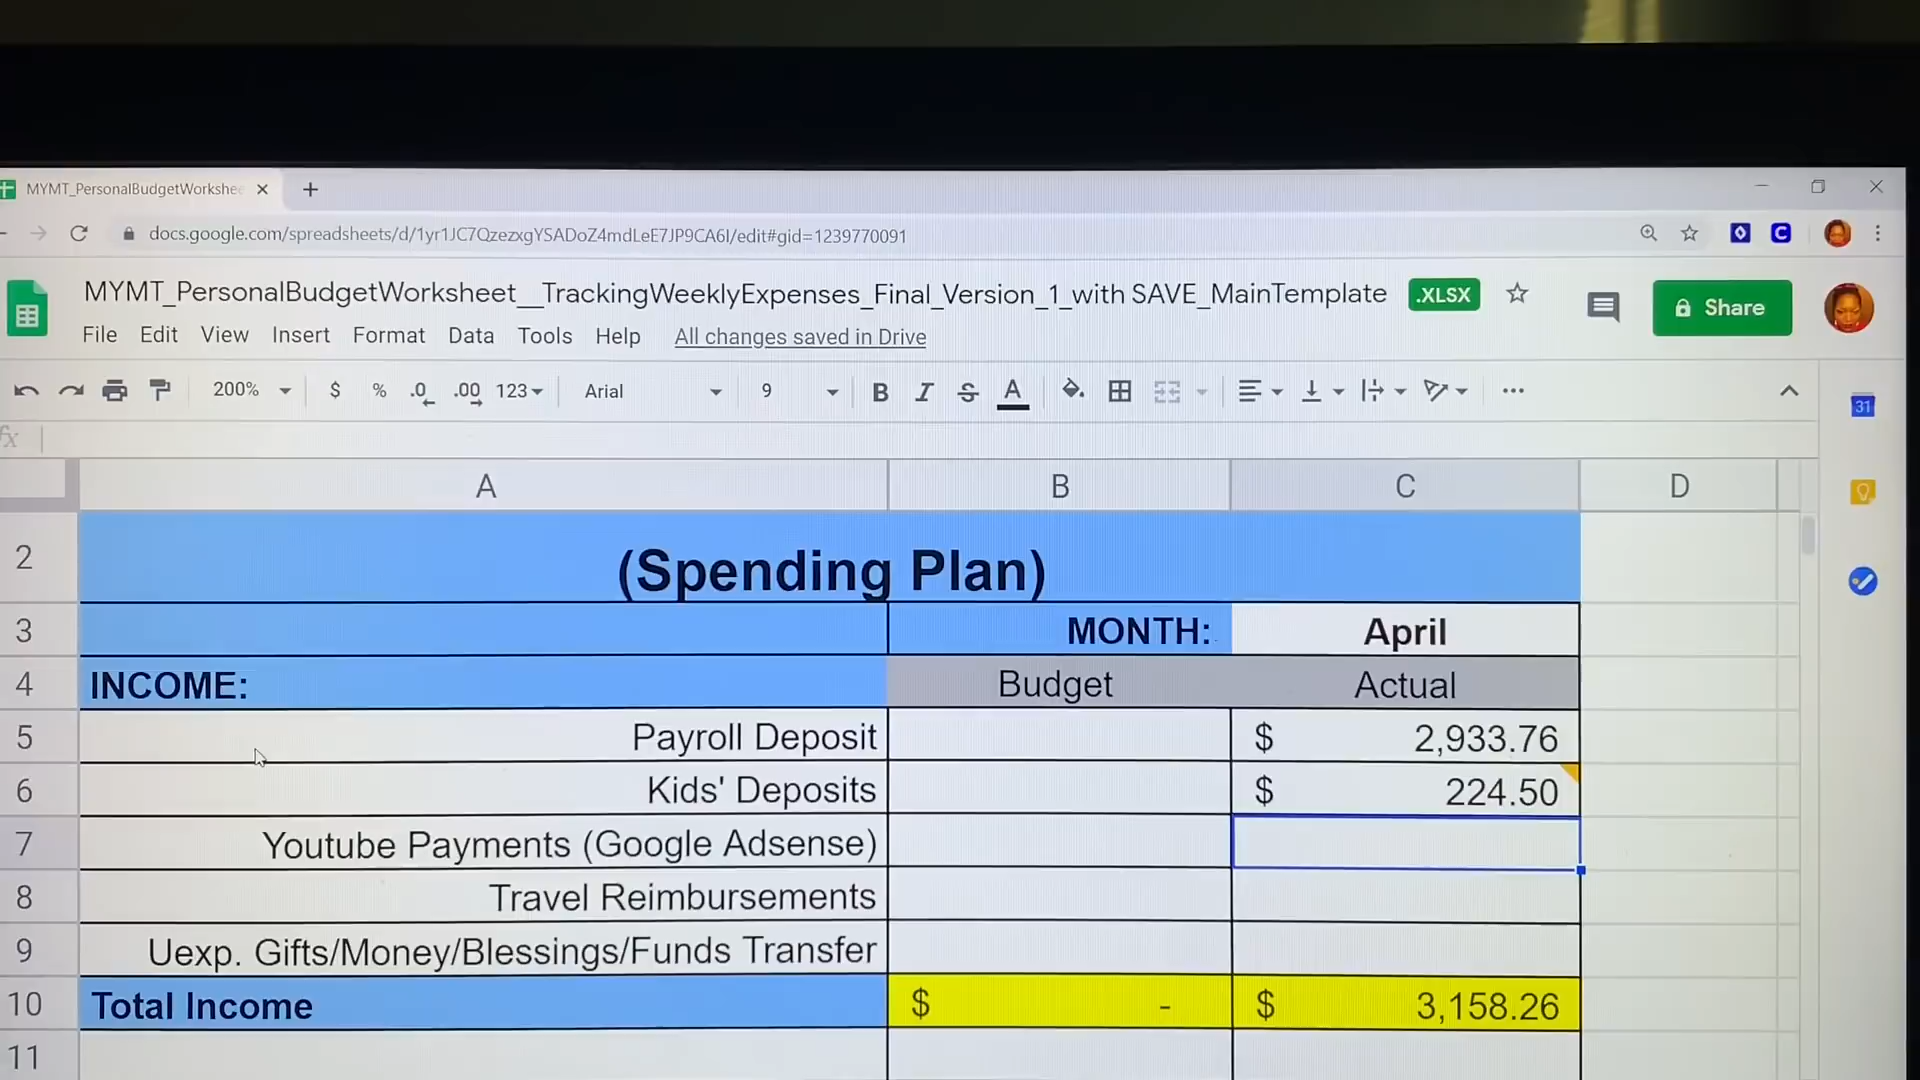 MYMT_PersonalBudgetWorkshee
docs.google.com/spreadsheets/d/1yr1JC7QzezxgYSADoZ4mdLeE7JP9CA6I/edit#gid=1239770091
MYMT_PersonalBudgetWorksheet__TrackingWeeklyExpenses_Final_Version_1_with SAVE_MainTemplate .XLSX
Share
File Edit View Insert Format Data Tools Help All changes saved in Drive
200% $ % .0 .00 123 Arial 9 B I S A
31
fx
A B C D
2 (Spending Plan)
3 MONTH: April
4 INCOME: Budget Actual
5 Payroll Deposit $ 2,933.76
6 Kids' Deposits $ 224.50
7 Youtube Payments (Google Adsense)
8 Travel Reimbursements
9 Uexp. Gifts/Money/Blessings/Funds Transfer
10 Total Income $ - $ 3,158.26
11